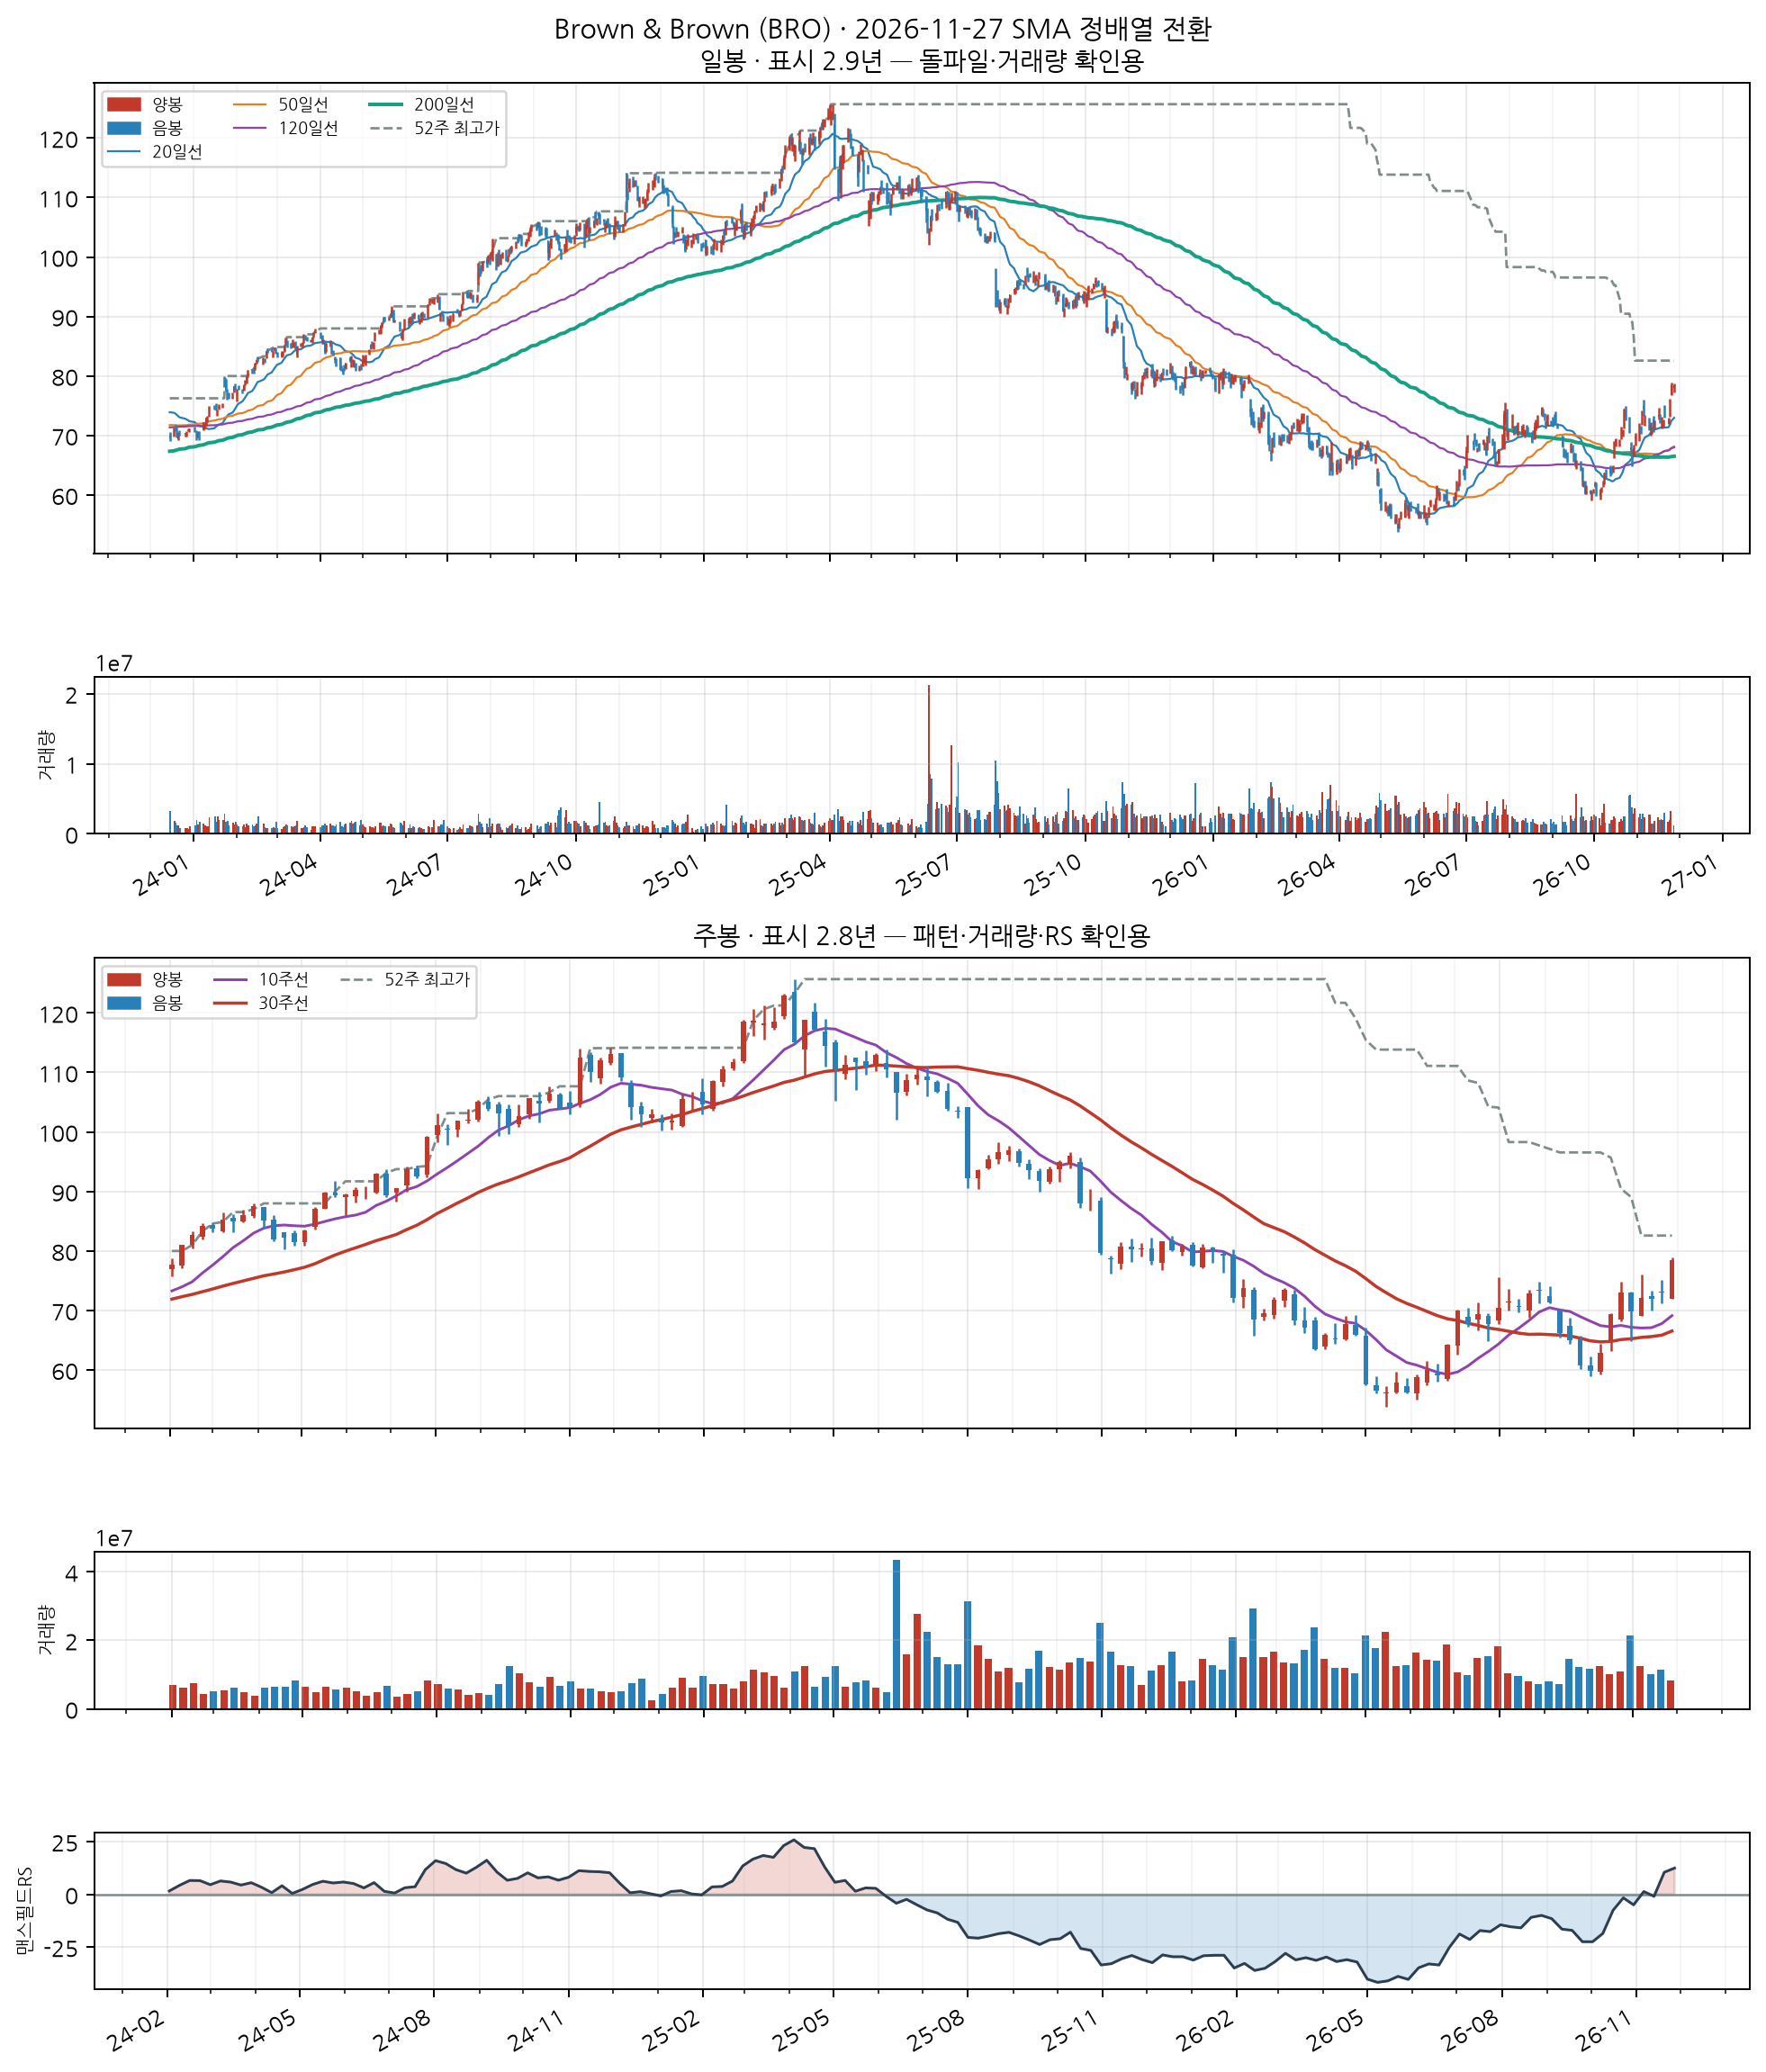 Brown & Brown (BRO) · 2026-11-27 SMA 정배열 전환
일봉 · 표시 2.9년 — 돌파일·거래량 확인용
양봉 50일선 200일선
음봉 120일선 52주 최고가
20일선
120
110
100
90
80
70
60
1e7
2
1
0
거래량
24-01 24-04 24-07 24-10 25-01 25-04 25-07 25-10 26-01 26-04 26-07 26-10 27-01
주봉 · 표시 2.8년 — 패턴·거래량·RS 확인용
양봉 10주선 52주 최고가
음봉 30주선
120
110
100
90
80
70
60
1e7
4
2
0
거래량
25
0
-25
맨스필드RS
24-02 24-05 24-08 24-11 25-02 25-05 25-08 25-11 26-02 26-05 26-08 26-11